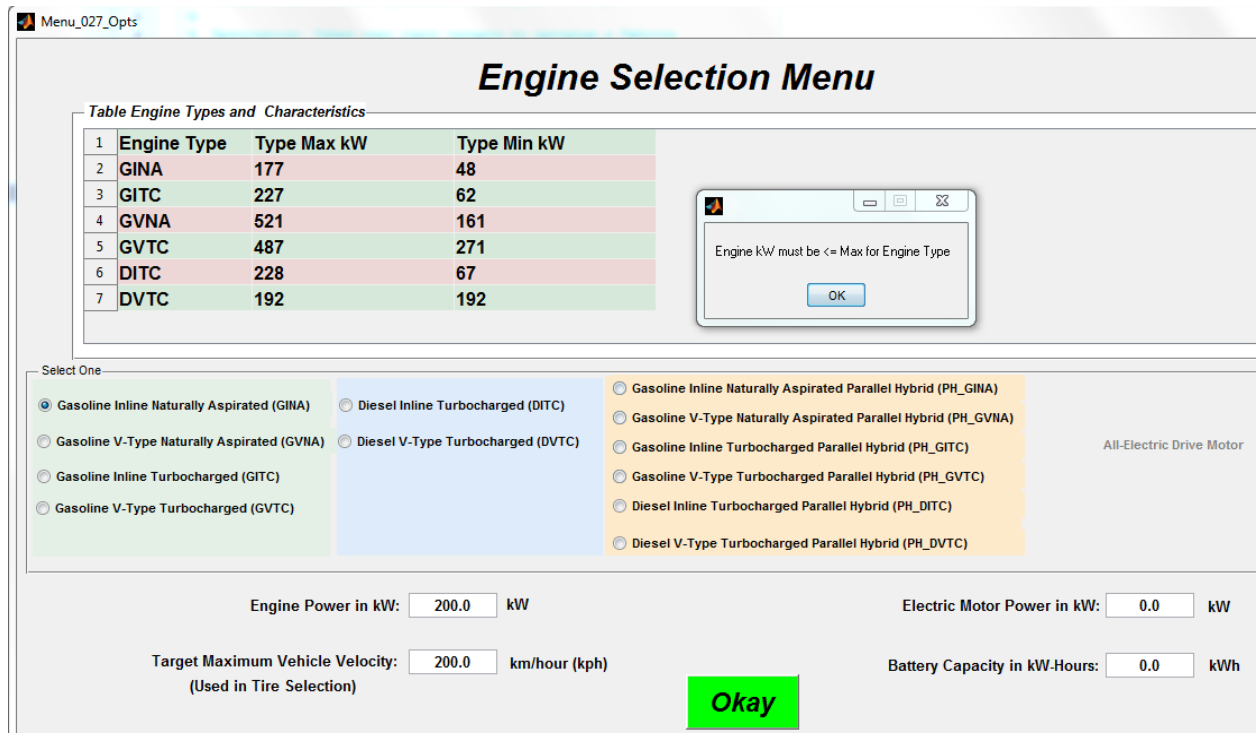 Menu_027_Opts
Engine Selection Menu
Table Engine Types and Characteristics
1 Engine Type Type Max kW Type Min kW
2 GINA 177 48
3 GITC 227 62
4 GVNA 521 161
5 GVTC 487 271
6 DITC 228 67
7 DVTC 192 192
Engine kW must be <= Max for Engine Type
OK
Select One
Gasoline Inline Naturally Aspirated (GINA)
Gasoline V-Type Naturally Aspirated (GVNA)
Gasoline Inline Turbocharged (GITC)
Gasoline V-Type Turbocharged (GVTC)
Diesel Inline Turbocharged (DITC)
Diesel V-Type Turbocharged (DVTC)
Gasoline Inline Naturally Aspirated Parallel Hybrid (PH_GINA)
Gasoline V-Type Naturally Aspirated Parallel Hybrid (PH_GVNA)
Gasoline Inline Turbocharged Parallel Hybrid (PH_GITC)
Gasoline V-Type Turbocharged Parallel Hybrid (PH_GVTC)
Diesel Inline Turbocharged Parallel Hybrid (PH_DITC)
Diesel V-Type Turbocharged Parallel Hybrid (PH_DVTC)
All-Electric Drive Motor
Engine Power in kW: 200.0 kW
Target Maximum Vehicle Velocity: 200.0 km/hour (kph)
(Used in Tire Selection)
Electric Motor Power in kW: 0.0 kW
Battery Capacity in kW-Hours: 0.0 kWh
Okay